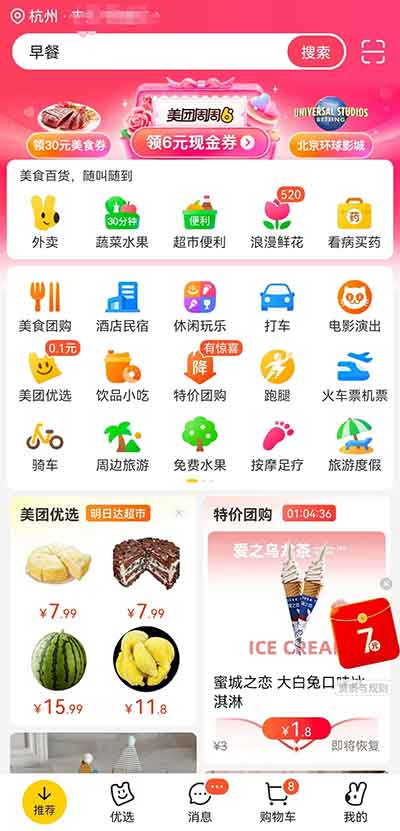 杭州
早餐
搜索
美团周周6
UNIVERSAL STUDIOS
BEIJING
领30元美食券
领6元现金券
北京环球影城
美食百货，随叫随到
30分钟
便利
520
药
外卖
蔬菜水果
超市便利
浪漫鲜花
看病买药
美食团购
酒店民宿
休闲玩乐
打车
电影演出
0.1元
有惊喜
降
美团优选
饮品小吃
特价团购
跑腿
火车票机票
骑车
周边旅游
免费水果
按摩足疗
旅游度假
美团优选
明日达超市
特价团购
01:04:36
¥7.99
¥7.99
¥15.99
¥11.8
爱之乌龙茶
ICE CREA
7元
蜜城之恋 大白兔口味冰
淇淋
¥3
¥1.8
即将恢复
推荐
优选
消息
购物车
8
我的